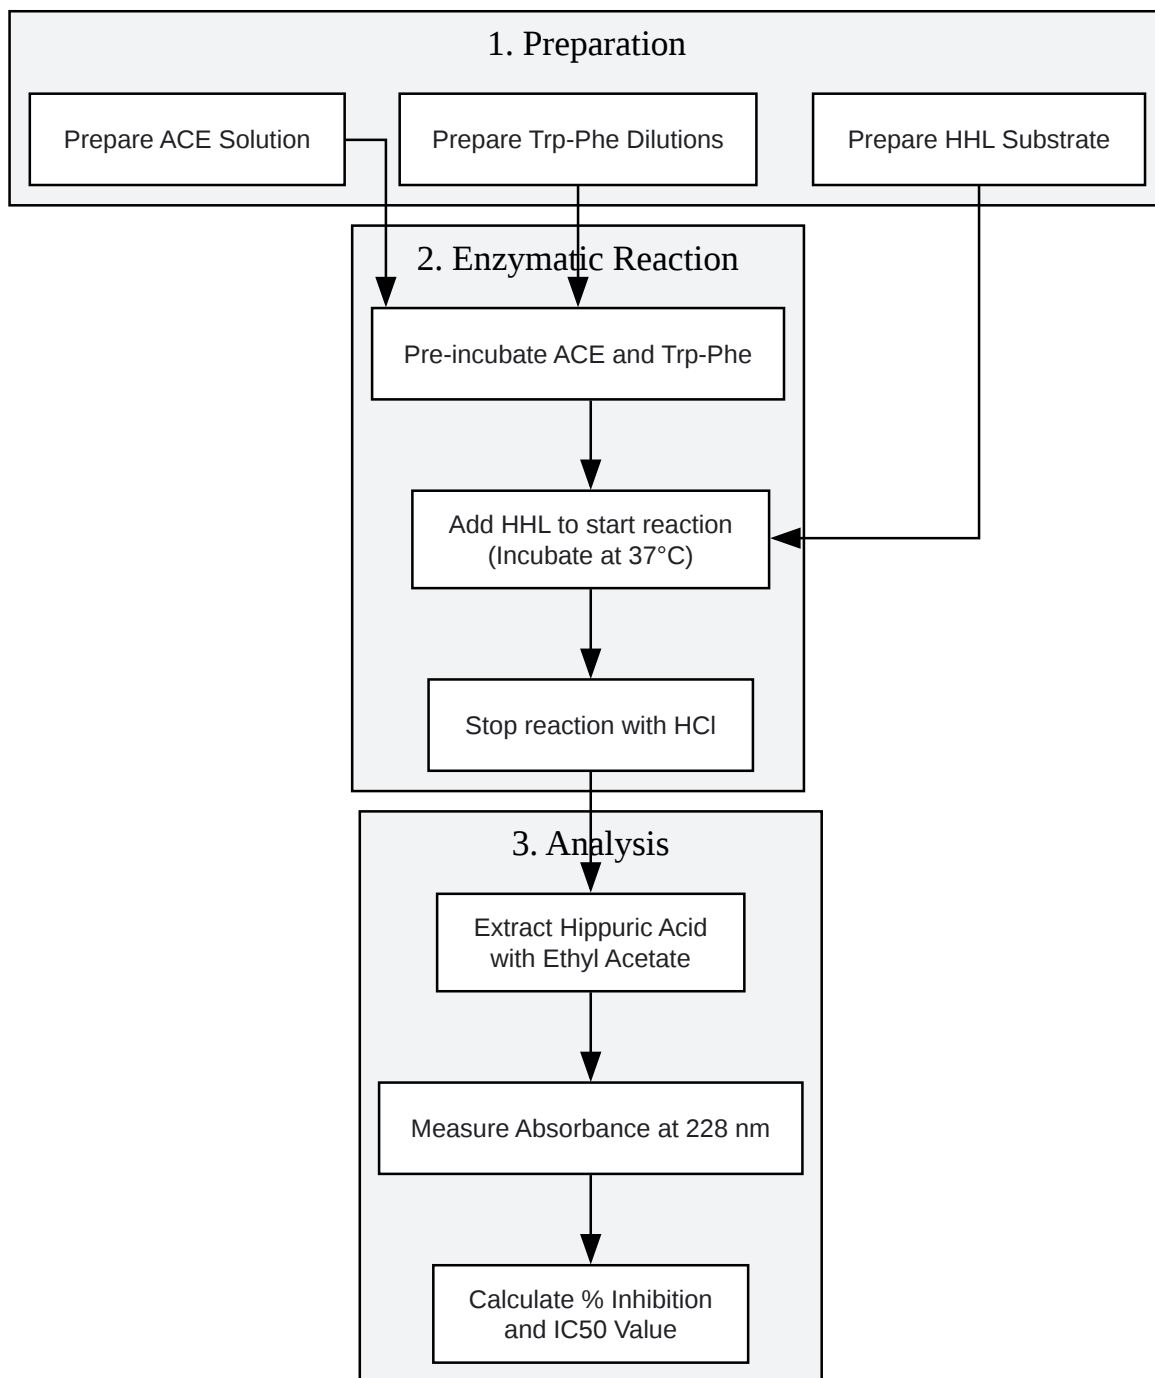 1. Preparation
Prepare ACE Solution
Prepare Trp-Phe Dilutions
Prepare HHL Substrate
2. Enzymatic Reaction
Pre-incubate ACE and Trp-Phe
Add HHL to start reaction
(Incubate at 37°C)
Stop reaction with HCl
3. Analysis
Extract Hippuric Acid
with Ethyl Acetate
Measure Absorbance at 228 nm
Calculate % Inhibition
and IC50 Value